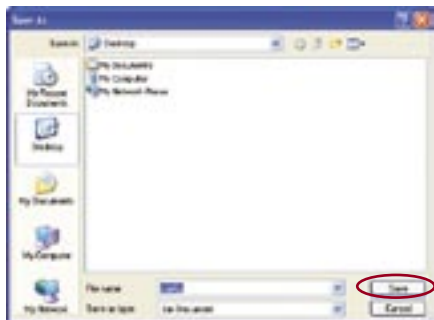 Save As
Save in: Desktop
My Documents
My Computer
My Network Places
My Recent
Documents
Desktop
My Documents
My Computer
File name:
Save
My Network
Save as type:
Cancel